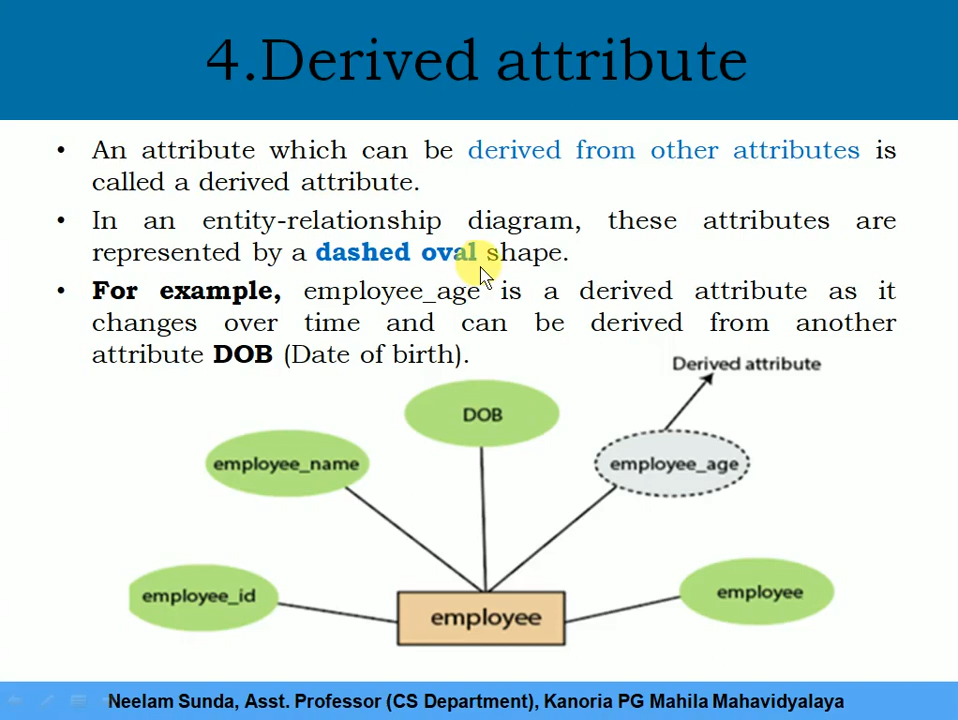 4.Derived attribute
• An attribute which can be derived from other attributes is
called a derived attribute.
• In an entity-relationship diagram, these attributes are
represented by a dashed oval shape.
• For example, employee_age is a derived attribute as it
changes over time and can be derived from another
attribute DOB (Date of birth).
Derived attribute
DOB
employee_name
employee_age
employee_id
employee
employee
Neelam Sunda, Asst. Professor (CS Department), Kanoria PG Mahila Mahavidyalaya